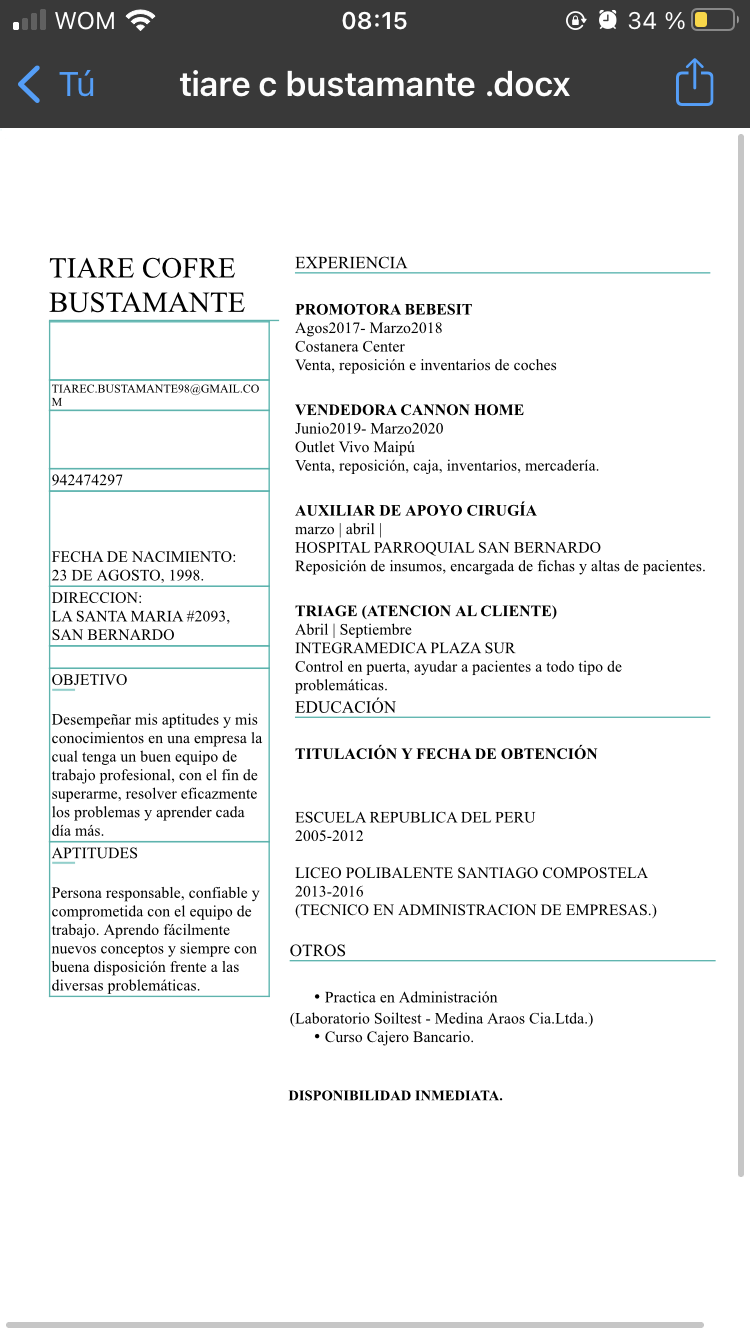 WOM 08:15 34 %
Tú tiare c bustamante .docx
TIARE COFRE
BUSTAMANTE
TIAREC.BUSTAMANTE98@GMAIL.CO
M
942474297
FECHA DE NACIMIENTO:
23 DE AGOSTO, 1998.
DIRECCION:
LA SANTA MARIA #2093,
SAN BERNARDO
OBJETIVO
Desempeñar mis aptitudes y mis
conocimientos en una empresa la
cual tenga un buen equipo de
trabajo profesional, con el fin de
superarme, resolver eficazmente
los problemas y aprender cada
día más.
APTITUDES
Persona responsable, confiable y
comprometida con el equipo de
trabajo. Aprendo fácilmente
nuevos conceptos y siempre con
buena disposición frente a las
diversas problemáticas.
EXPERIENCIA
PROMOTORA BEBESIT
Agos2017- Marzo2018
Costanera Center
Venta, reposición e inventarios de coches
VENDEDORA CANNON HOME
Junio2019- Marzo2020
Outlet Vivo Maipú
Venta, reposición, caja, inventarios, mercadería.
AUXILIAR DE APOYO CIRUGÍA
marzo | abril |
HOSPITAL PARROQUIAL SAN BERNARDO
Reposición de insumos, encargada de fichas y altas de pacientes.
TRIAGE (ATENCION AL CLIENTE)
Abril | Septiembre
INTEGRAMEDICA PLAZA SUR
Control en puerta, ayudar a pacientes a todo tipo de
problemáticas.
EDUCACIÓN
TITULACIÓN Y FECHA DE OBTENCIÓN
ESCUELA REPUBLICA DEL PERU
2005-2012
LICEO POLIBALENTE SANTIAGO COMPOSTELA
2013-2016
(TECNICO EN ADMINISTRACION DE EMPRESAS.)
OTROS
• Practica en Administración
(Laboratorio Soiltest - Medina Araos Cia.Ltda.)
• Curso Cajero Bancario.
DISPONIBILIDAD INMEDIATA.